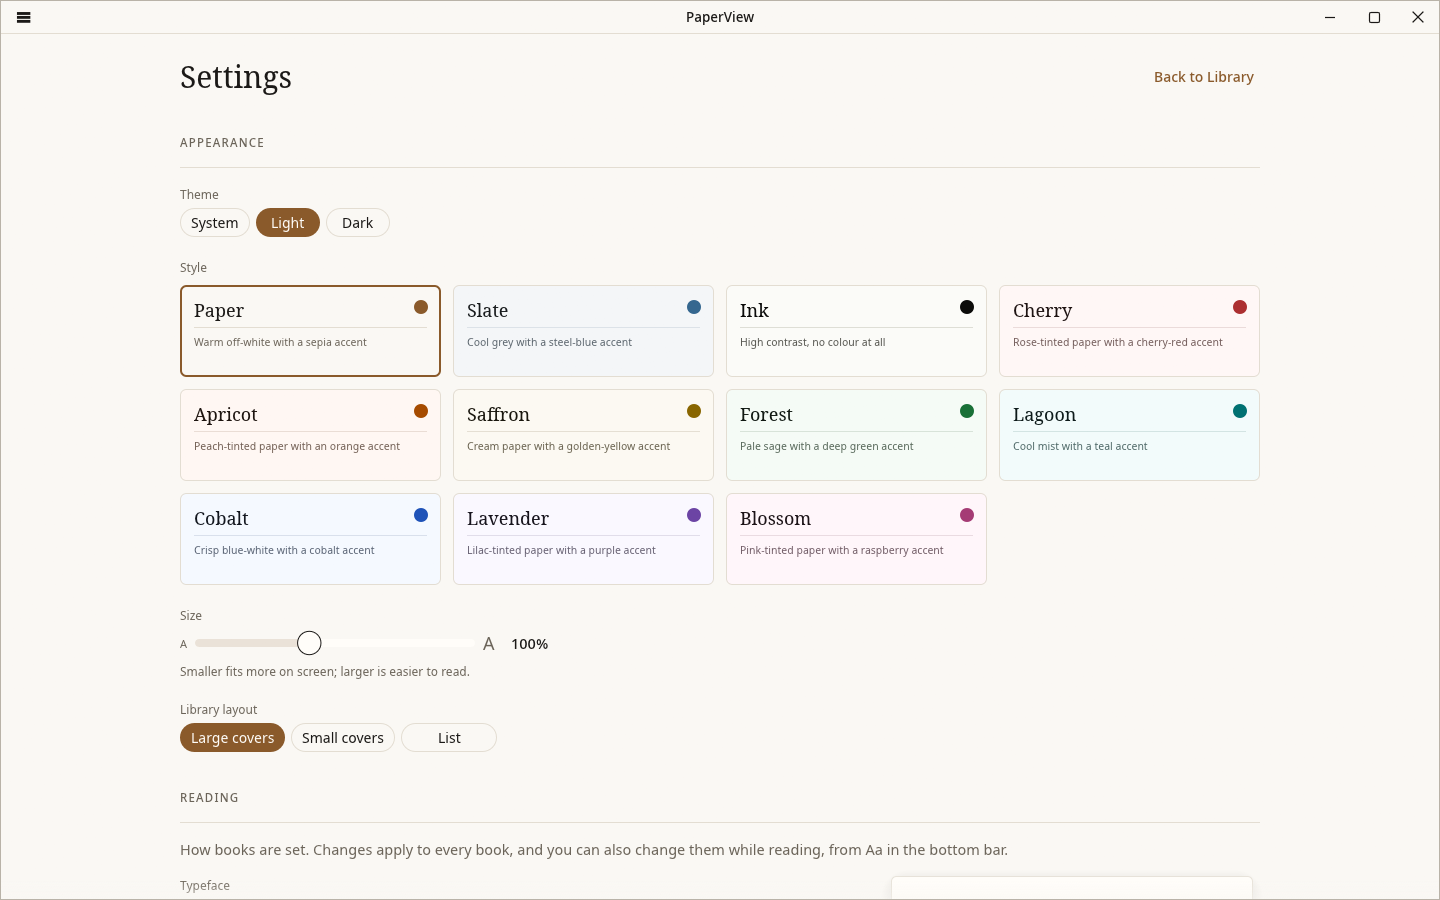 PaperView
Settings
Back to Library
APPEARANCE
Theme
System
Light
Dark
Style
Paper
Warm off-white with a sepia accent
Slate
Cool grey with a steel-blue accent
Ink
High contrast, no colour at all
Cherry
Rose-tinted paper with a cherry-red accent
Apricot
Peach-tinted paper with an orange accent
Saffron
Cream paper with a golden-yellow accent
Forest
Pale sage with a deep green accent
Lagoon
Cool mist with a teal accent
Cobalt
Crisp blue-white with a cobalt accent
Lavender
Lilac-tinted paper with a purple accent
Blossom
Pink-tinted paper with a raspberry accent
Size
A
A
100%
Smaller fits more on screen; larger is easier to read.
Library layout
Large covers
Small covers
List
READING
How books are set. Changes apply to every book, and you can also change them while reading, from Aa in the bottom bar.
Typeface